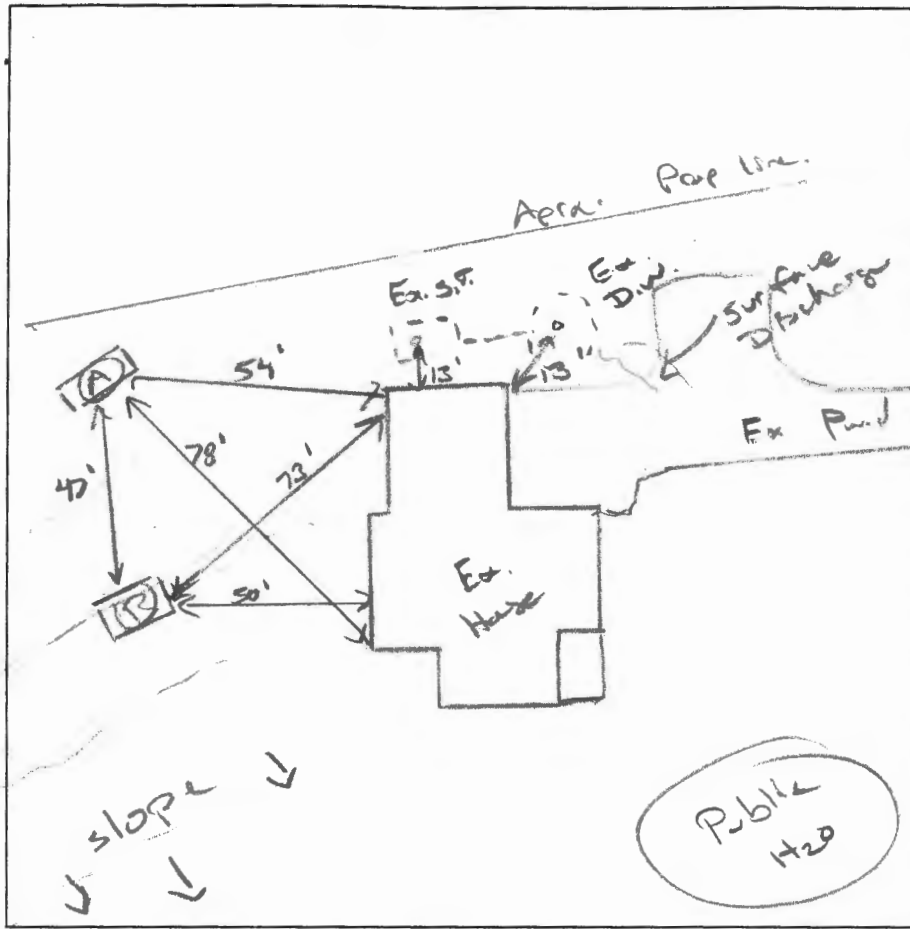 Aprx. Prop line.
Ex. S.T.
Ex
D.W.
Surface
Discharge
A
54'
13'
13'
47'
78'
73'
Ex Pvd
B
50'
Ex.
House
slope
Public
H2O